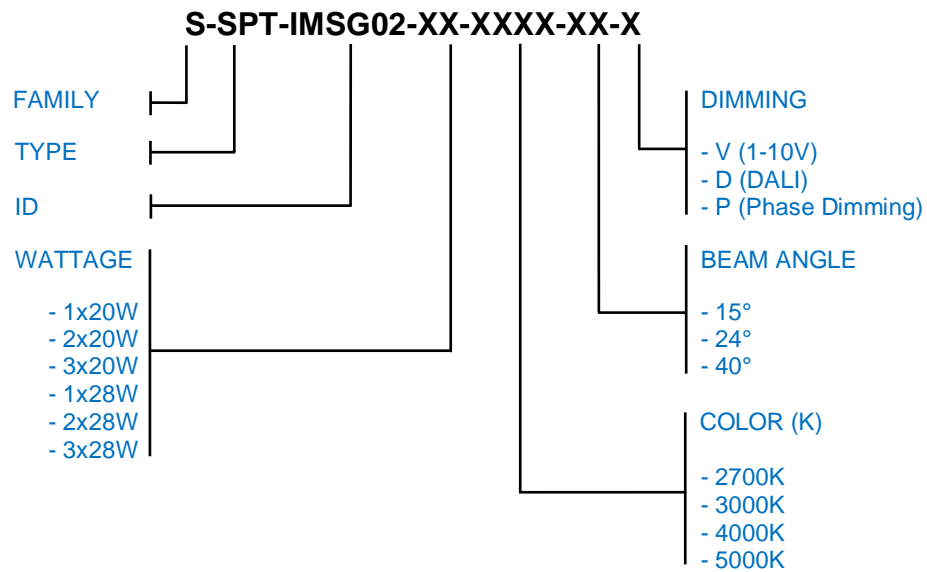 S-SPT-IMSG02-XX-XXXX-XX-X
FAMILY
TYPE
ID
WATTAGE
- 1x20W
- 2x20W
- 3x20W
- 1x28W
- 2x28W
- 3x28W
DIMMING
- V (1-10V)
- D (DALI)
- P (Phase Dimming)
BEAM ANGLE
- 15°
- 24°
- 40°
COLOR (K)
- 2700K
- 3000K
- 4000K
- 5000K